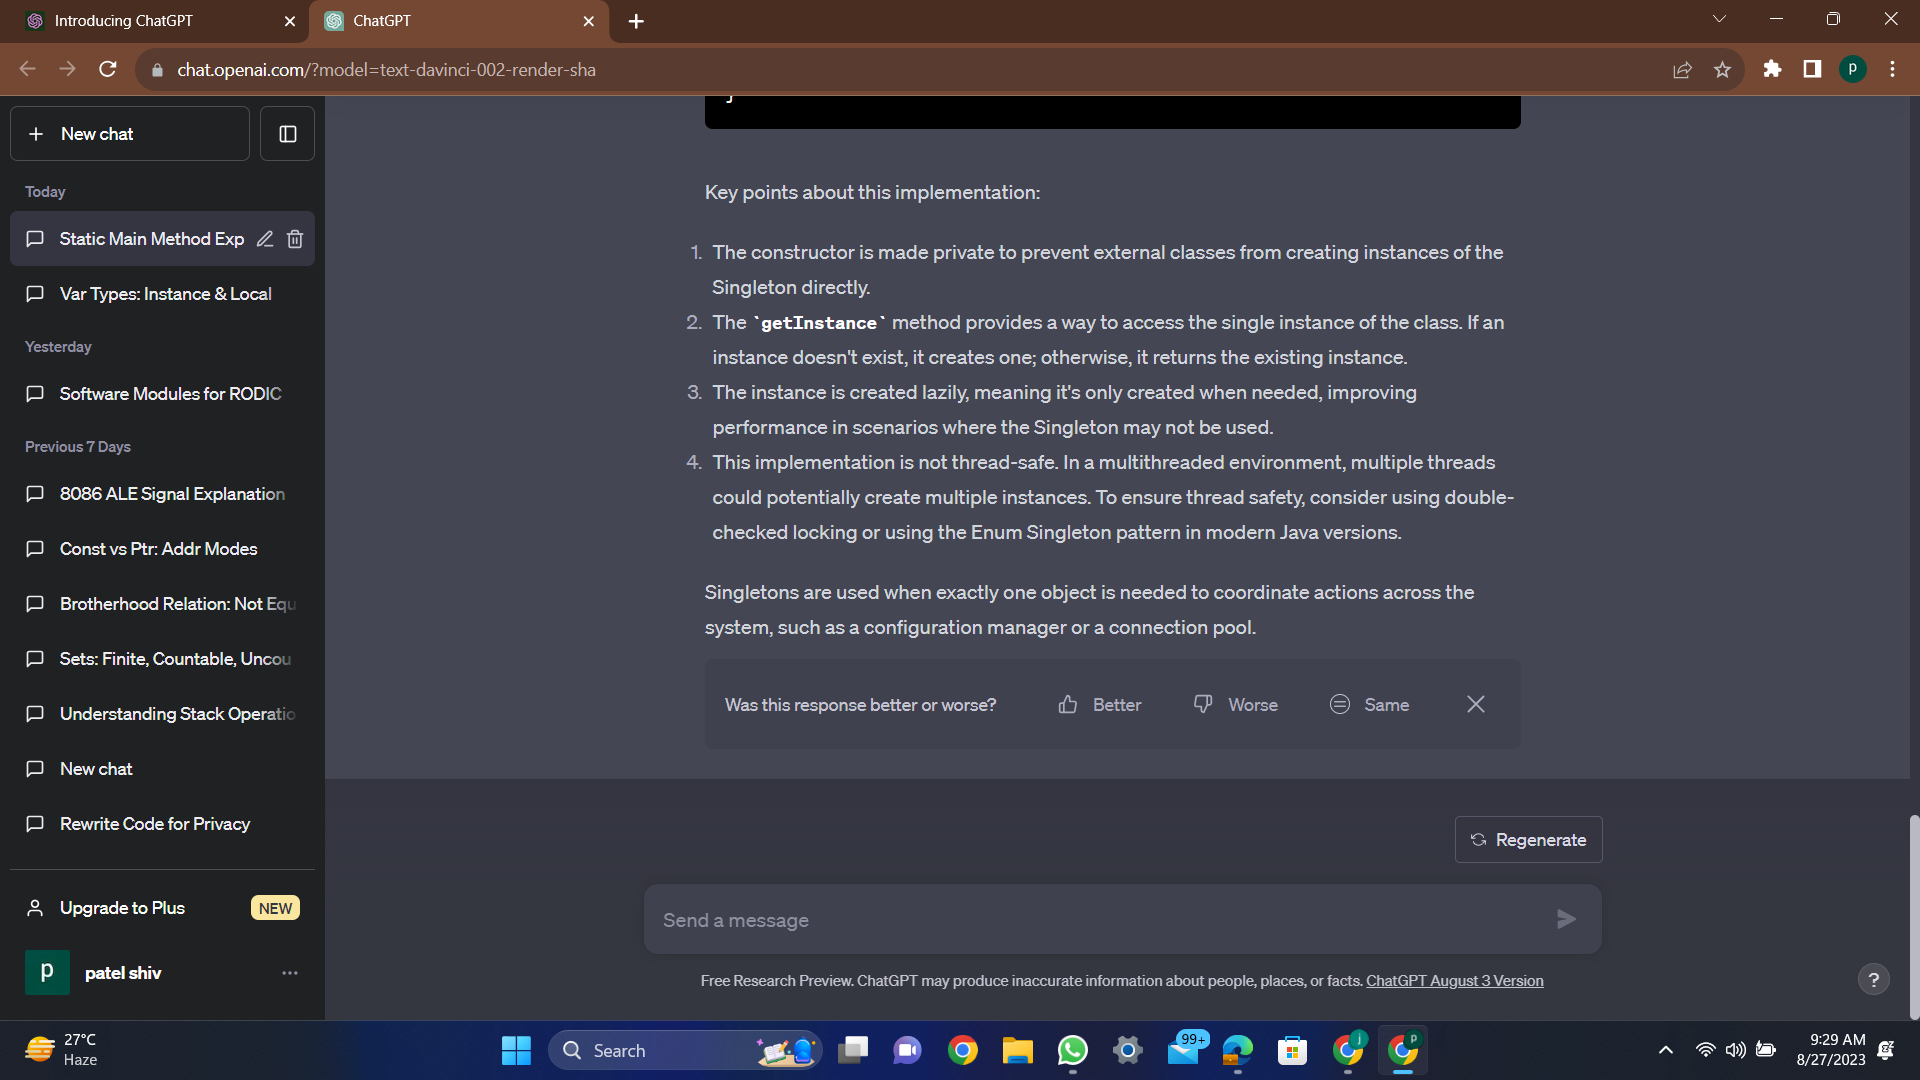 Introducing ChatGPT
ChatGPT
chat.openai.com/?model=text-davinci-002-render-sha
p
New chat
Today
Static Main Method Exp
Var Types: Instance & Local
Yesterday
Software Modules for RODIC
Previous 7 Days
8086 ALE Signal Explanation
Const vs Ptr: Addr Modes
Brotherhood Relation: Not Equ
Sets: Finite, Countable, Uncou
Understanding Stack Operatio
New chat
Rewrite Code for Privacy
Upgrade to Plus NEW
p patel shiv
}
Key points about this implementation:
1. The constructor is made private to prevent external classes from creating instances of the
Singleton directly.
2. The `getInstance` method provides a way to access the single instance of the class. If an
instance doesn't exist, it creates one; otherwise, it returns the existing instance.
3. The instance is created lazily, meaning it's only created when needed, improving
performance in scenarios where the Singleton may not be used.
4. This implementation is not thread-safe. In a multithreaded environment, multiple threads
could potentially create multiple instances. To ensure thread safety, consider using double-
checked locking or using the Enum Singleton pattern in modern Java versions.
Singletons are used when exactly one object is needed to coordinate actions across the
system, such as a configuration manager or a connection pool.
Was this response better or worse? Better Worse Same
Regenerate
Send a message
Free Research Preview. ChatGPT may produce inaccurate information about people, places, or facts. ChatGPT August 3 Version
?
27°C
Haze
Search
99+
j
p
9:29 AM
8/27/2023